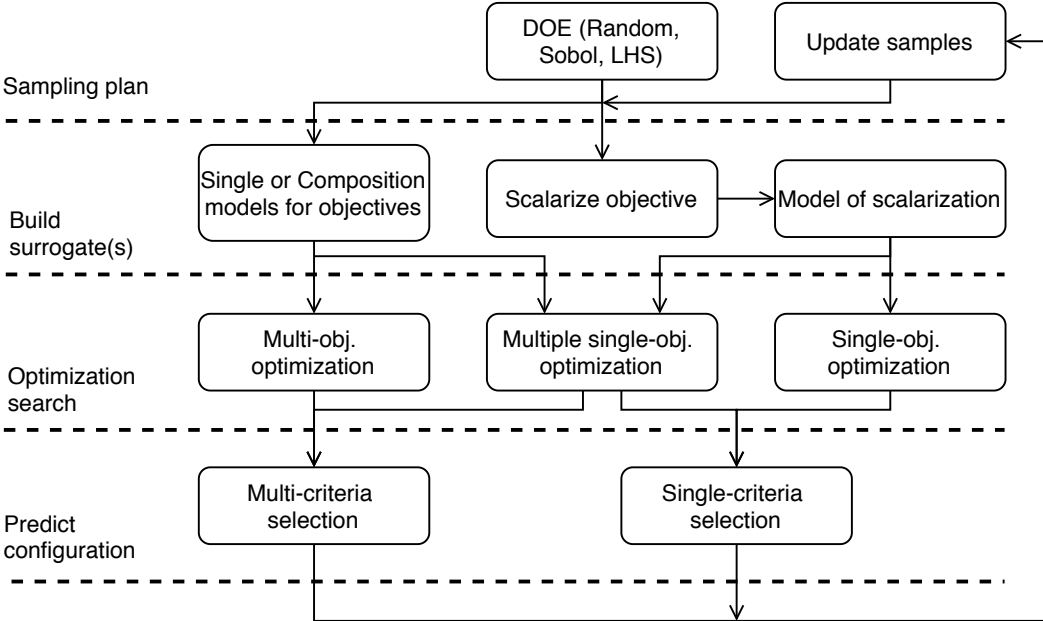 DOE (Random,
Sobol, LHS)
Update samples
Sampling plan
Single or Composition
models for objectives
Scalarize objective
Model of scalarization
Build
surrogate(s)
Multi-obj.
optimization
Multiple single-obj.
optimization
Single-obj.
optimization
Optimization
search
Multi-criteria
selection
Single-criteria
selection
Predict
configuration